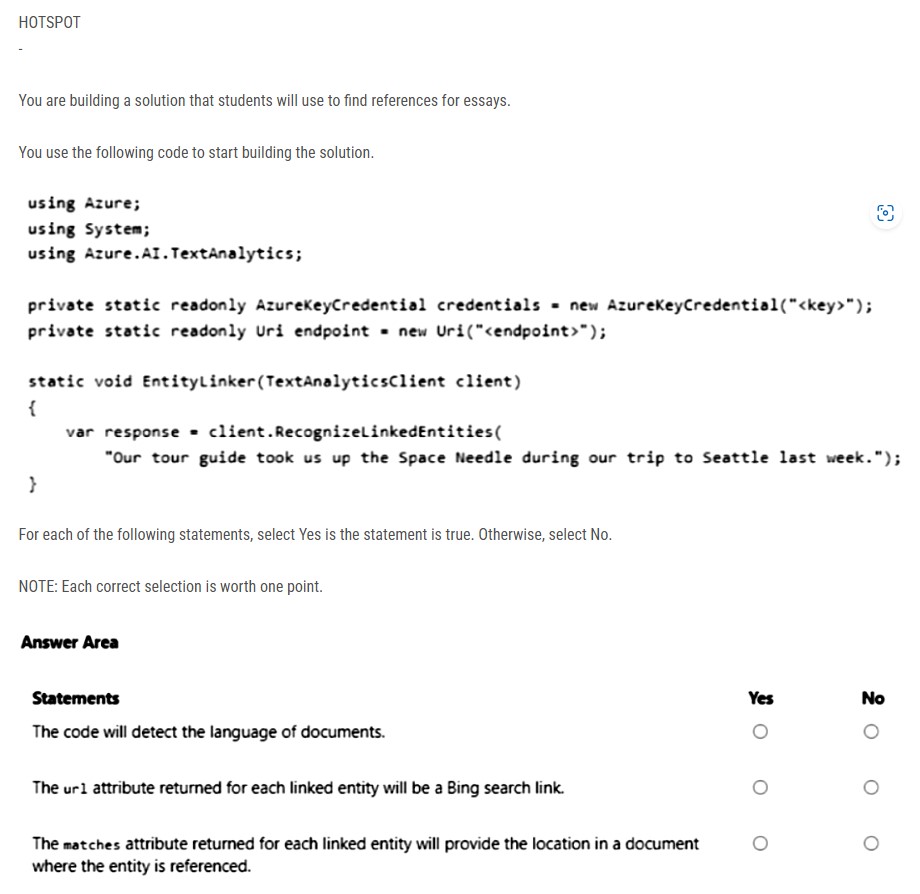 HOTSPOT
-
You are building a solution that students will use to find references for essays.
You use the following code to start building the solution.
using Azure;
using System;
using Azure.AI.TextAnalytics;
private static readonly AzureKeyCredential credentials = new AzureKeyCredential("<key>");
private static readonly Uri endpoint = new Uri("<endpoint>");
static void EntityLinker(TextAnalyticsClient client)
{
var response = client.RecognizeLinkedEntities(
"Our tour guide took us up the Space Needle during our trip to Seattle last week.");
}
For each of the following statements, select Yes is the statement is true. Otherwise, select No.
NOTE: Each correct selection is worth one point.
Answer Area
Statements Yes No
The code will detect the language of documents.
The url attribute returned for each linked entity will be a Bing search link.
The matches attribute returned for each linked entity will provide the location in a document
where the entity is referenced.